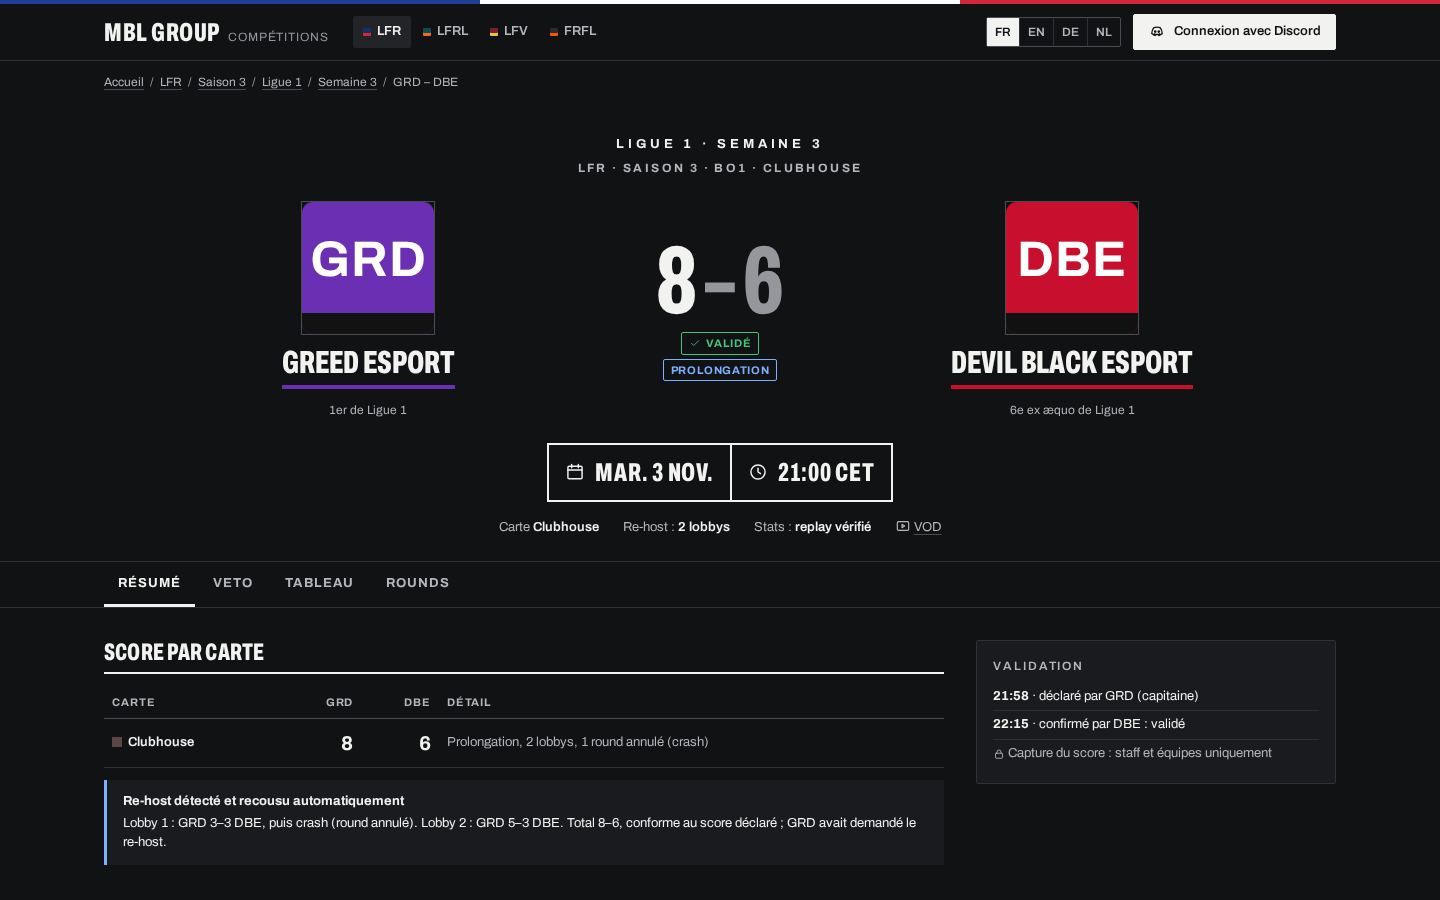 MBL GROUP COMPÉTITIONS LFR LFRL LFV FRFL FR EN DE NL Connexion avec Discord
Accueil / LFR / Saison 3 / Ligue 1 / Semaine 3 / GRD – DBE
LIGUE 1 · SEMAINE 3
LFR · SAISON 3 · BO1 · CLUBHOUSE
GRD
DBE
8–6
VALIDÉ
PROLONGATION
GREED ESPORT
DEVIL BLACK ESPORT
1er de Ligue 1
6e ex æquo de Ligue 1
MAR. 3 NOV. 21:00 CET
Carte Clubhouse Re-host : 2 lobbys Stats : replay vérifié VOD
RÉSUMÉ VETO TABLEAU ROUNDS
SCORE PAR CARTE
CARTE GRD DBE DÉTAIL
Clubhouse 8 6 Prolongation, 2 lobbys, 1 round annulé (crash)
Re-host détecté et recousu automatiquement
Lobby 1 : GRD 3–3 DBE, puis crash (round annulé). Lobby 2 : GRD 5–3 DBE. Total 8–6, conforme au score déclaré ; GRD avait demandé le
re-host.
VALIDATION
21:58 · déclaré par GRD (capitaine)
22:15 · confirmé par DBE : validé
Capture du score : staff et équipes uniquement